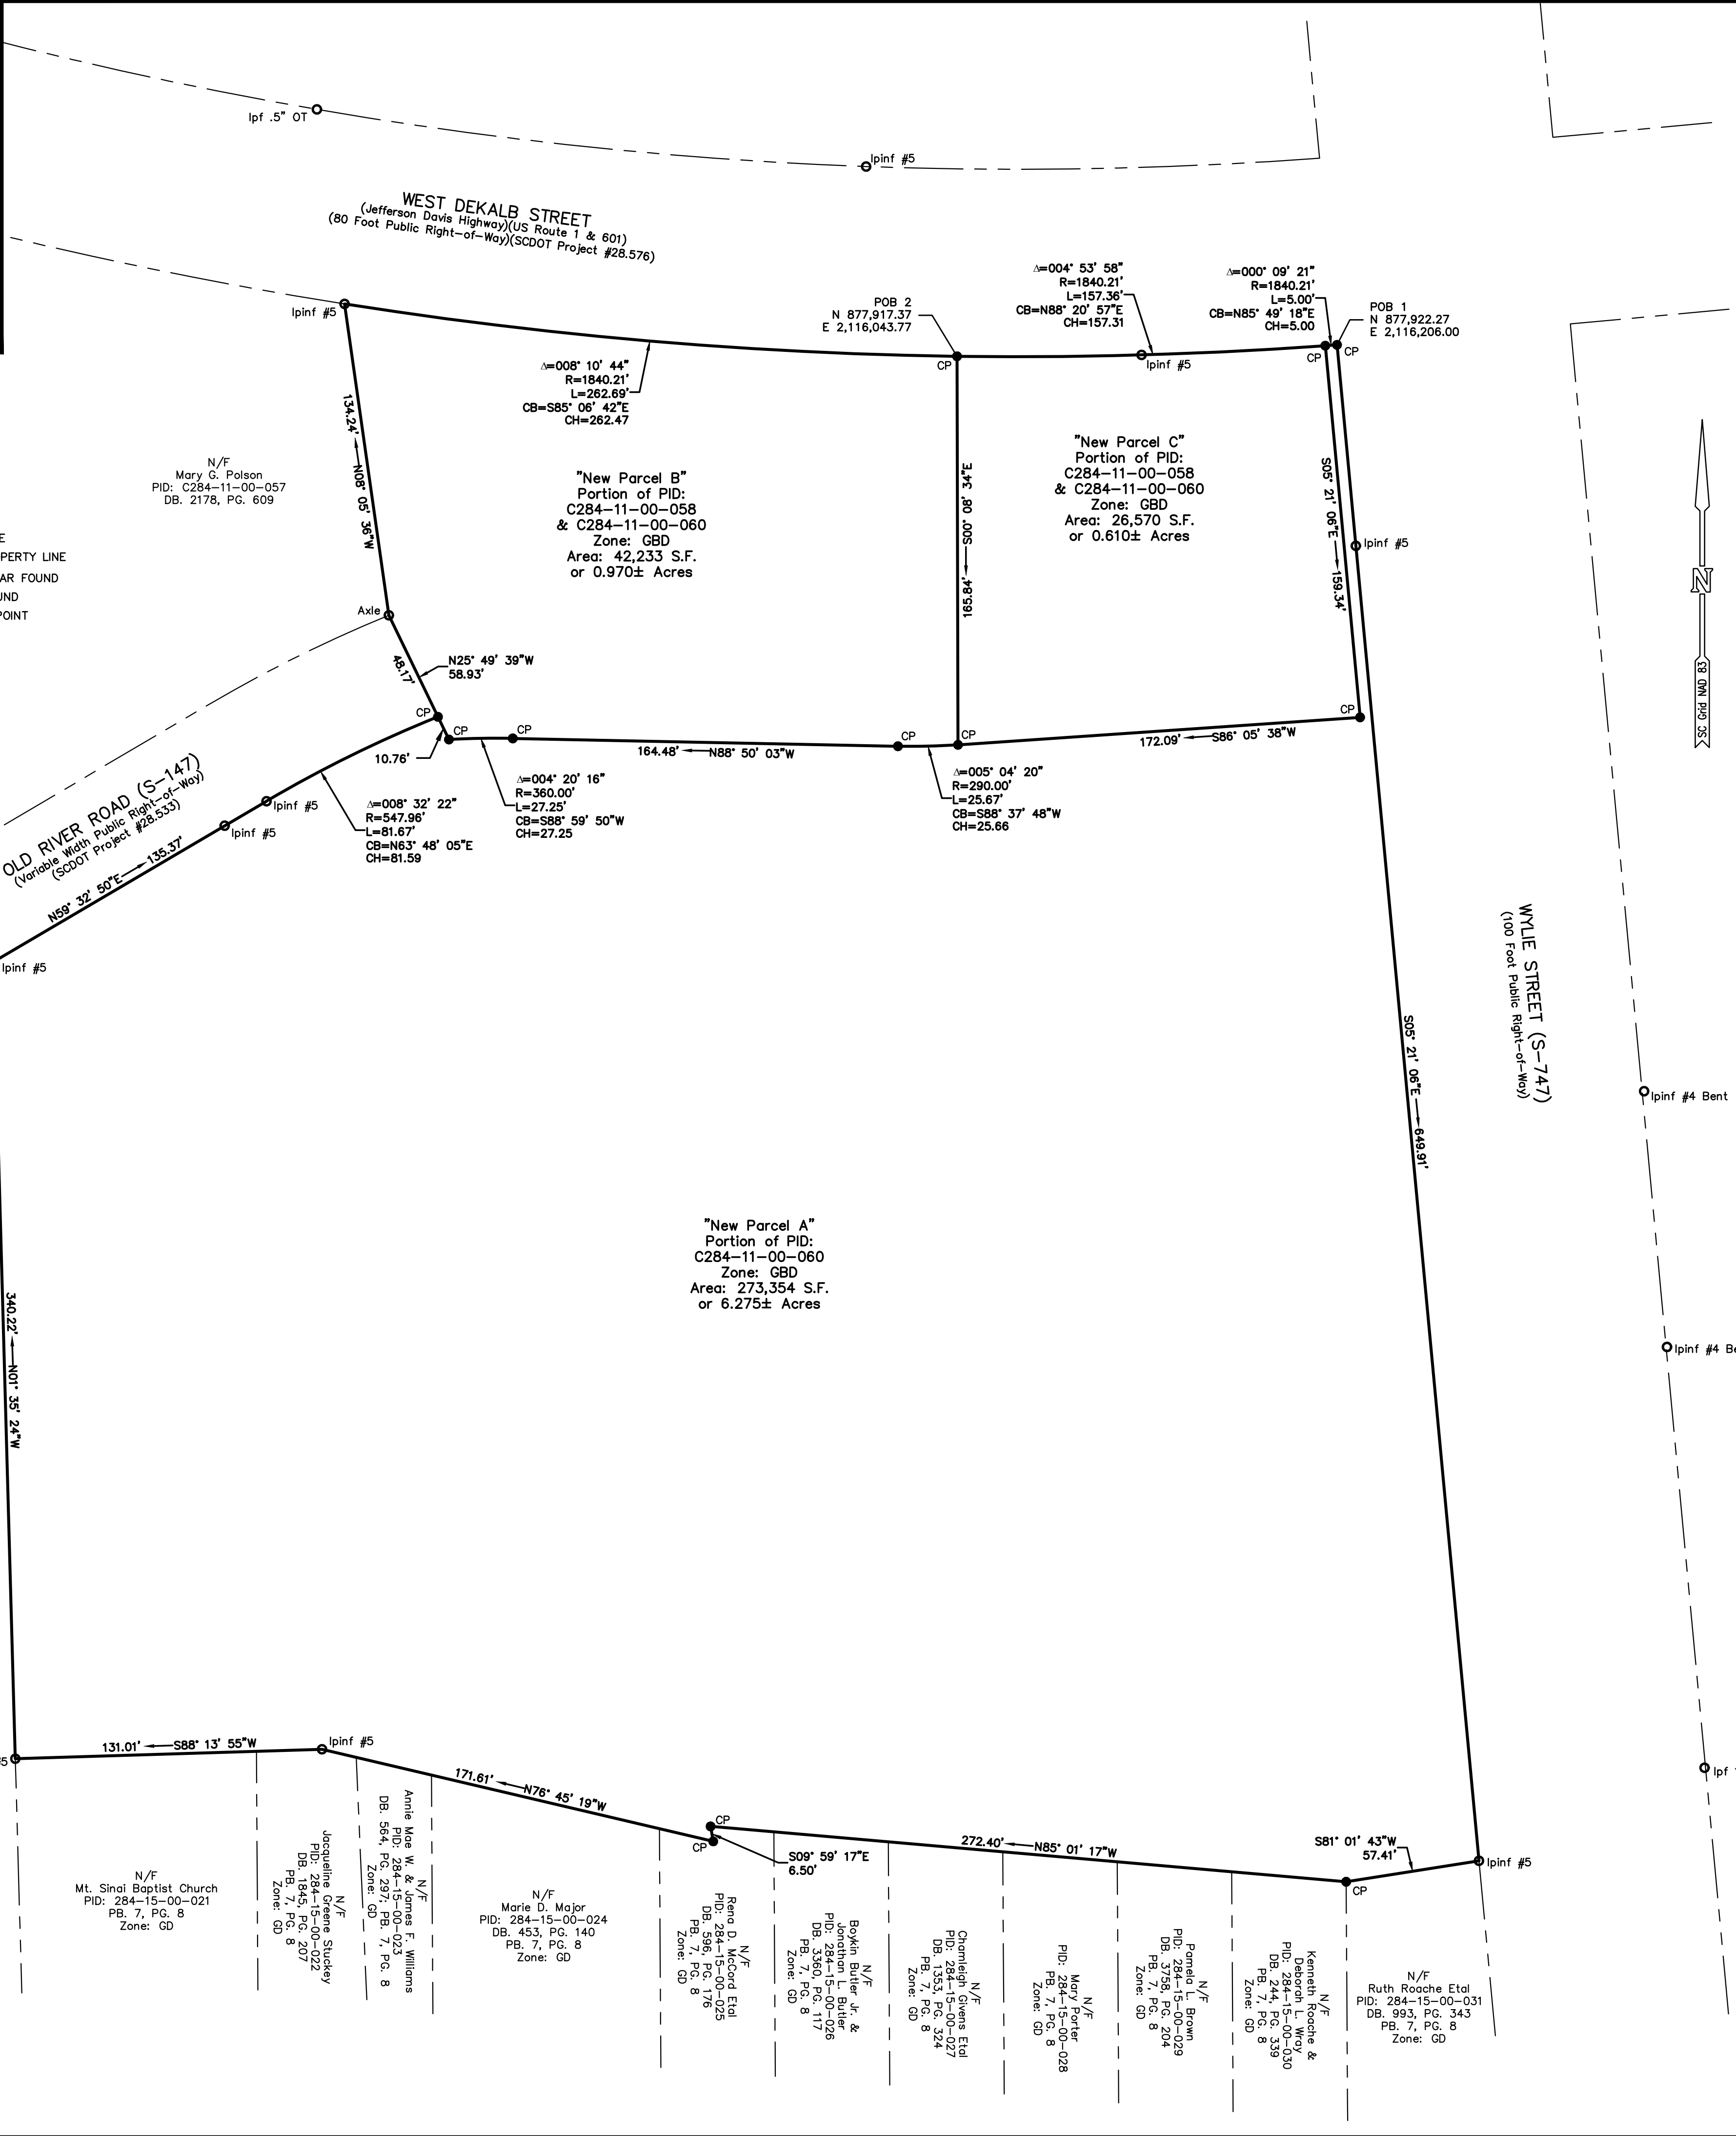 Ipf .5" OT
Ipinf #5
WEST DEKALB STREET
(Jefferson Davis Highway)(US Route 1 & 601)
(80 Foot Public Right-of-Way)(SCDOT Project #28.576)
Ipinf #5
POB 2
N 877,917.37
E 2,116,043.77
CP
Δ=004° 53' 58"
R=1840.21'
L=157.36'
CB=N88° 20' 57"E
CH=157.31
Ipinf #5
Δ=000° 09' 21"
R=1840.21'
L=5.00'
CB=N85° 49' 18"E
CH=5.00
CP
CP
POB 1
N 877,922.27
E 2,116,206.00
Δ=008° 10' 44"
R=1840.21'
L=262.69'
CB=S85° 06' 42"E
CH=262.47
134.24' N08° 05' 36"W
N/F
Mary G. Polson
PID: C284-11-00-057
DB. 2178, PG. 609
"New Parcel B"
Portion of PID:
C284-11-00-058
& C284-11-00-060
Zone: GBD
Area: 42,233 S.F.
or 0.970± Acres
165.84' S00° 08' 34"E
"New Parcel C"
Portion of PID:
C284-11-00-058
& C284-11-00-060
Zone: GBD
Area: 26,570 S.F.
or 0.610± Acres
S05° 21' 06"E 159.34'
Ipinf #5
N
SC Grid NAD 83
E
PERTY LINE
AR FOUND
UND
POINT
Axle
48.17'
N25° 49' 39"W
58.93'
CP
CP
10.76'
CP
164.48' N88° 50' 03"W
CP
CP
172.09' S86° 05' 38"W
CP
Δ=004° 20' 16"
R=360.00'
L=27.25'
CB=S88° 59' 50"W
CH=27.25
Δ=005° 04' 20"
R=290.00'
L=25.67'
CB=S88° 37' 48"W
CH=25.66
Δ=008° 32' 22"
R=547.96'
L=81.67'
CB=N63° 48' 05"E
CH=81.59
OLD RIVER ROAD (S-147)
(Variable Width Public Right-of-Way)
(SCDOT Project #28.533)
Ipinf #5
Ipinf #5
N59° 32' 50"E 135.37'
Ipinf #5
WYLIE STREET (S-747)
(100 Foot Public Right-of-Way)
S05° 21' 06"E 649.91'
Ipinf #4 Bent
"New Parcel A"
Portion of PID:
C284-11-00-060
Zone: GBD
Area: 273,354 S.F.
or 6.275± Acres
340.22' N01° 35' 24"W
Ipinf #4 Be
Ipf
5
131.01' S88° 13' 55"W
Ipinf #5
171.61' N76° 45' 19"W
CP
CP
S09° 59' 17"E
6.50'
272.40' N85° 01' 17"W
S81° 01' 43"W
57.41'
CP
Ipinf #5
N/F
Mt. Sinai Baptist Church
PID: 284-15-00-021
PB. 7, PG. 8
Zone: GD
N/F
Jacqueline Greene Stuckey
PID: 284-15-00-022
DB. 1845, PG. 207
PB. 7, PG. 8
Zone: GD
N/F
Annie Mae W. & James F. Williams
PID: 284-15-00-023
DB. 564, PG. 297; PB. 7, PG. 8
Zone: GD
N/F
Marie D. Major
PID: 284-15-00-024
DB. 453, PG. 140
PB. 7, PG. 8
Zone: GD
N/F
Rena D. McCord Etal
PID: 284-15-00-025
DB. 596, PG. 176
PB. 7, PG. 8
Zone: GD
N/F
Boykin Butler Jr. &
Jonathan L. Butler
PID: 284-15-00-026
DB. 3360, PG. 117
PB. 7, PG. 8
Zone: GD
N/F
Chamleigh Givens Etal
PID: 284-15-00-027
DB. 1353, PG. 324
PB. 7, PG. 8
Zone: GD
N/F
Mary Porter
PID: 284-15-00-028
PB. 7, PG. 8
Zone: GD
N/F
Pamela L. Brown
PID: 284-15-00-029
DB. 3758, PG. 204
PB. 7, PG. 8
Zone: GD
N/F
Kenneth Roache &
Deborah L. Wray
PID: 284-15-00-030
DB. 244, PG. 339
PB. 7, PG. 8
Zone: GD
N/F
Ruth Roache Etal
PID: 284-15-00-031
DB. 993, PG. 343
PB. 7, PG. 8
Zone: GD